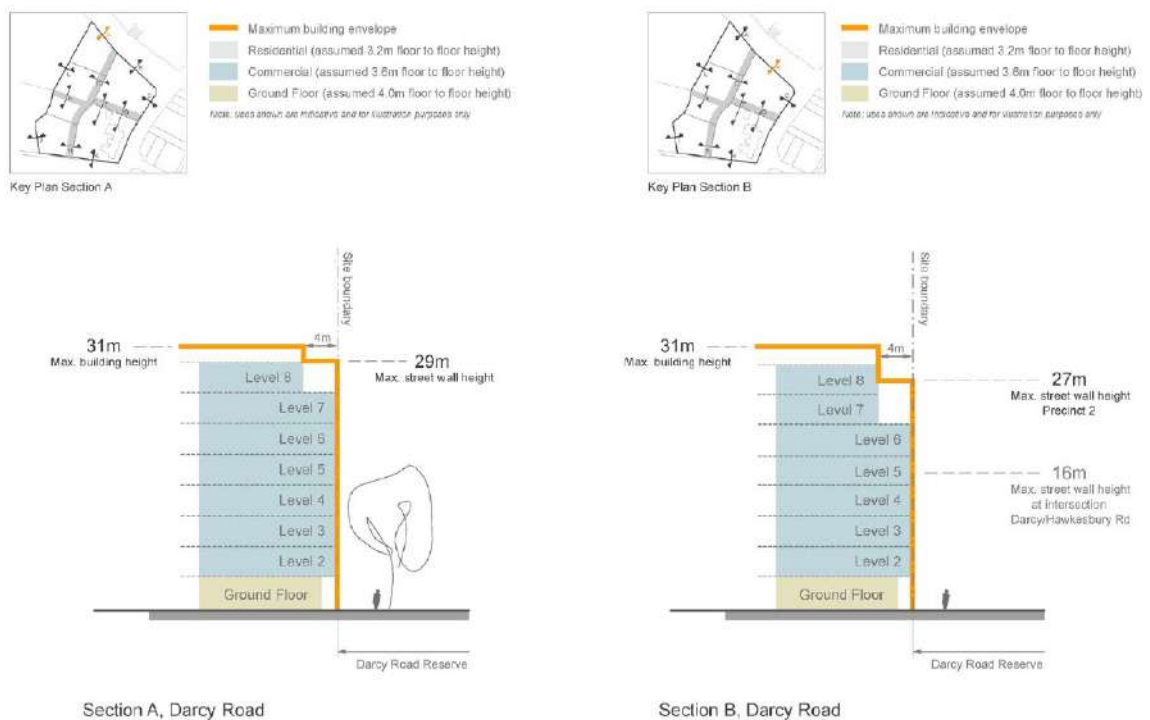 Maximum building envelope
Residential (assumed 3.2m floor to floor height)
Commercial (assumed 3.6m floor to floor height)
Ground Floor (assumed 4.0m floor to floor height)
Note: uses shown are indicative and for illustration purposes only
Key Plan Section A
Maximum building envelope
Residential (assumed 3.2m floor to floor height)
Commercial (assumed 3.6m floor to floor height)
Ground Floor (assumed 4.0m floor to floor height)
Note: uses shown are indicative and for illustration purposes only
Key Plan Section B
Site boundary
31m
Max. building height
4m
29m
Max. street wall height
Level 8
Level 7
Level 6
Level 5
Level 4
Level 3
Level 2
Ground Floor
Darcy Road Reserve
Section A, Darcy Road
Site boundary
31m
Max. building height
4m
27m
Max. street wall height
Precinct 2
Level 8
Level 7
Level 6
Level 5
16m
Max. street wall height
at intersection
Darcy/Hawkesbury Rd
Level 4
Level 3
Level 2
Ground Floor
Darcy Road Reserve
Section B, Darcy Road